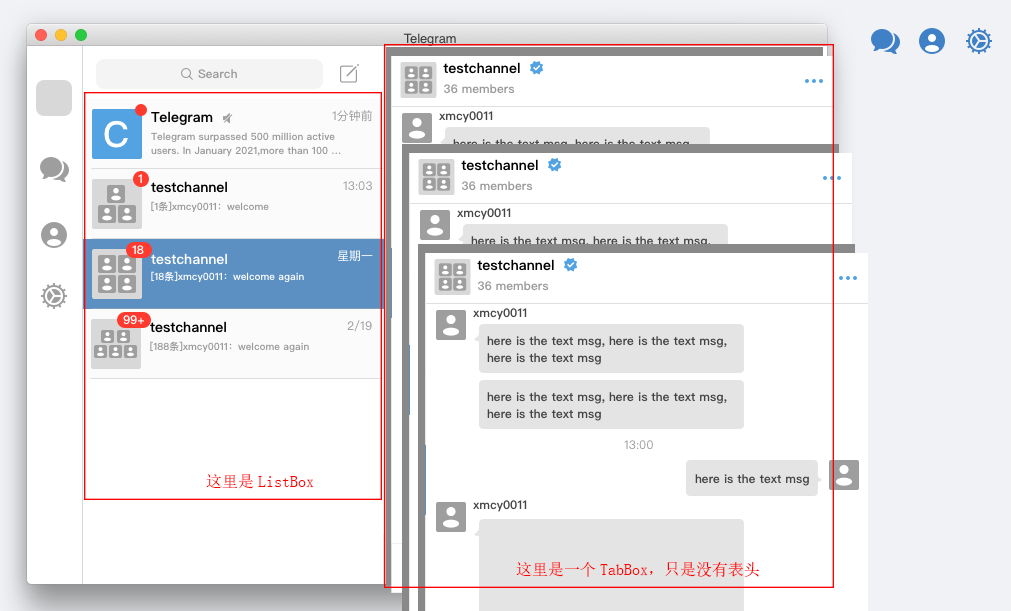 Telegram
Search
Telegram
1分钟前
Telegram surpassed 500 million active
users. In January 2021,more than 100 ...
C
1
testchannel
13:03
[1条]xmcy0011：welcome
18
testchannel
星期一
[18条]xmcy0011：welcome again
99+
testchannel
2/19
[188条]xmcy0011：welcome again
这里是 ListBox
testchannel
36 members
xmcy0011
here is the text msg, here is the text msg,
testchannel
36 members
xmcy0011
here is the text msg, here is the text msg,
testchannel
36 members
xmcy0011
here is the text msg, here is the text msg,
here is the text msg
here is the text msg, here is the text msg,
here is the text msg
13:00
here is the text msg
xmcy0011
这里是一个 TabBox，只是没有表头